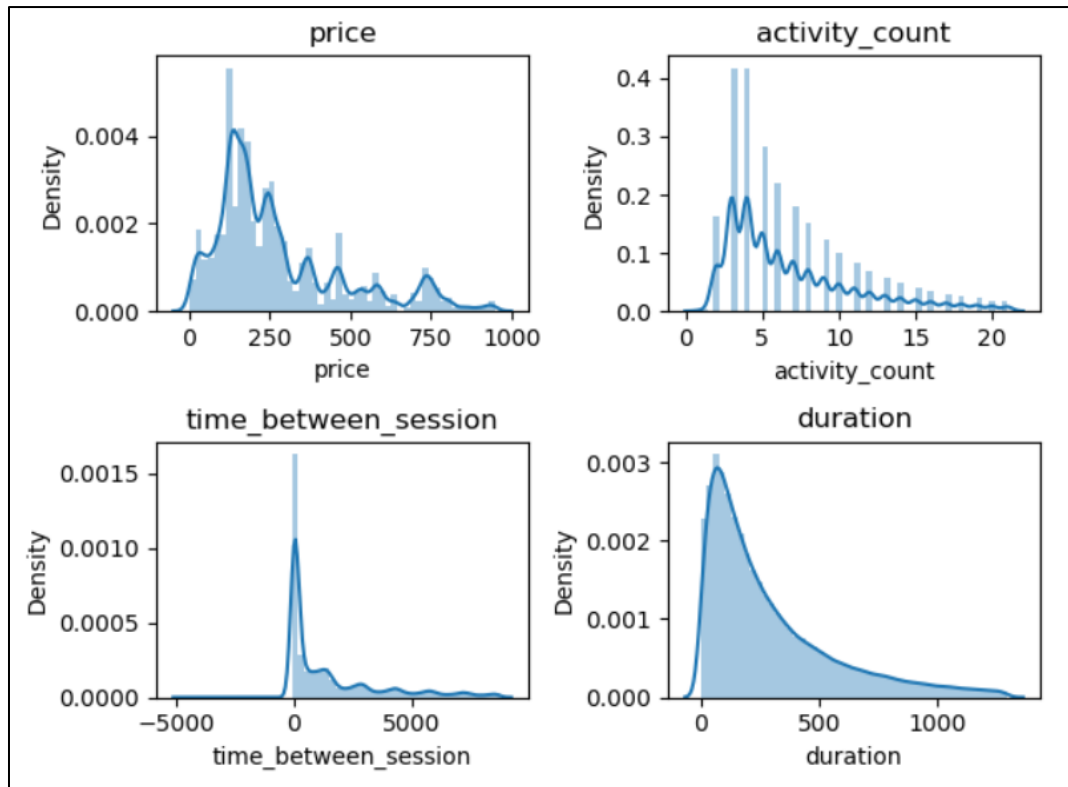 price
Density
0.004
0.002
0.000
0
250
500
750
1000
price
activity_count
Density
0.4
0.3
0.2
0.1
0.0
0
5
10
15
20
activity_count
time_between_session
Density
0.0015
0.0010
0.0005
0.0000
−5000
0
5000
time_between_session
duration
Density
0.003
0.002
0.001
0.000
0
500
1000
duration